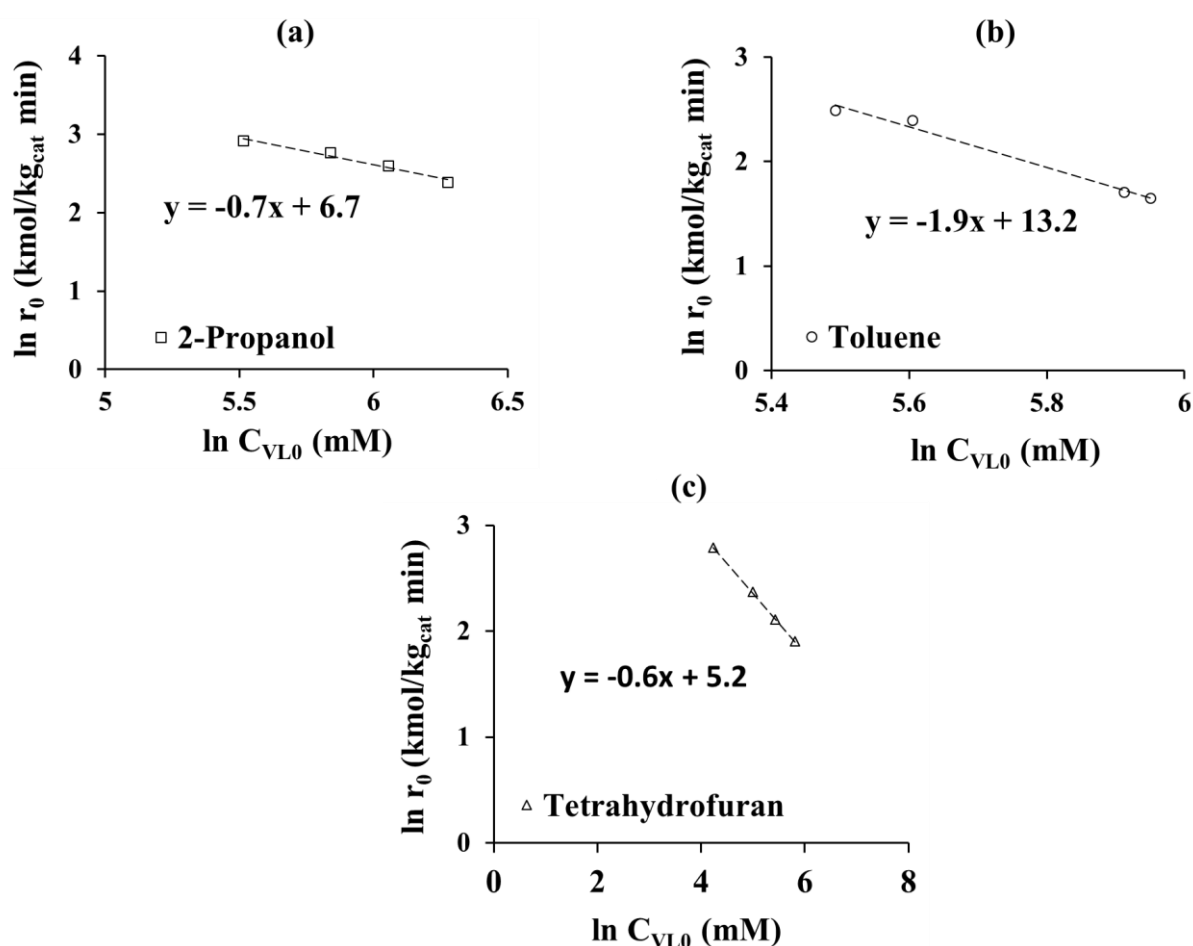 (a)
ln r0 (kmol/kgcat min)
4
3
2
1
0
y = -0.7x + 6.7
2-Propanol
5
5.5
6
6.5
ln CVL0 (mM)
(b)
ln r0 (kmol/kgcat min)
3
2
1
0
y = -1.9x + 13.2
Toluene
5.4
5.6
5.8
6
ln CVL0 (mM)
(c)
ln r0 (kmol/kgcat min)
3
2
1
0
y = -0.6x + 5.2
Tetrahydrofuran
0
2
4
6
8
ln CVL0 (mM)